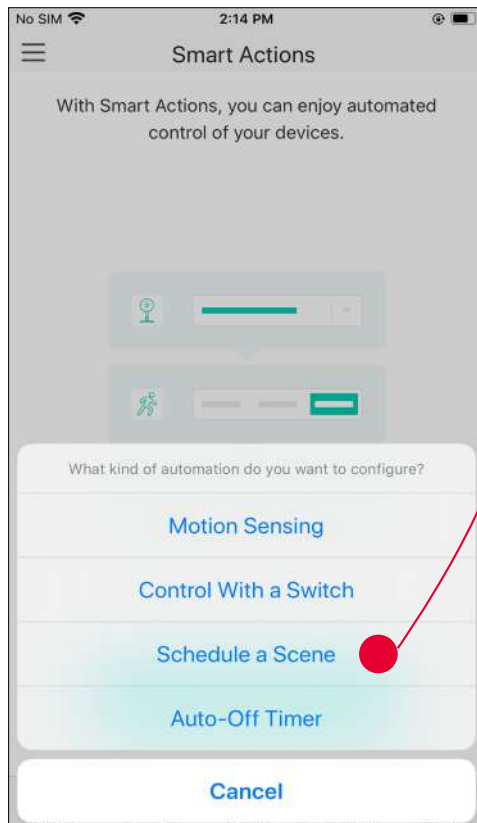 No SIM 2:14 PM
Smart Actions
With Smart Actions, you can enjoy automated
control of your devices.
What kind of automation do you want to configure?
Motion Sensing
Control With a Switch
Schedule a Scene
Auto-Off Timer
Cancel